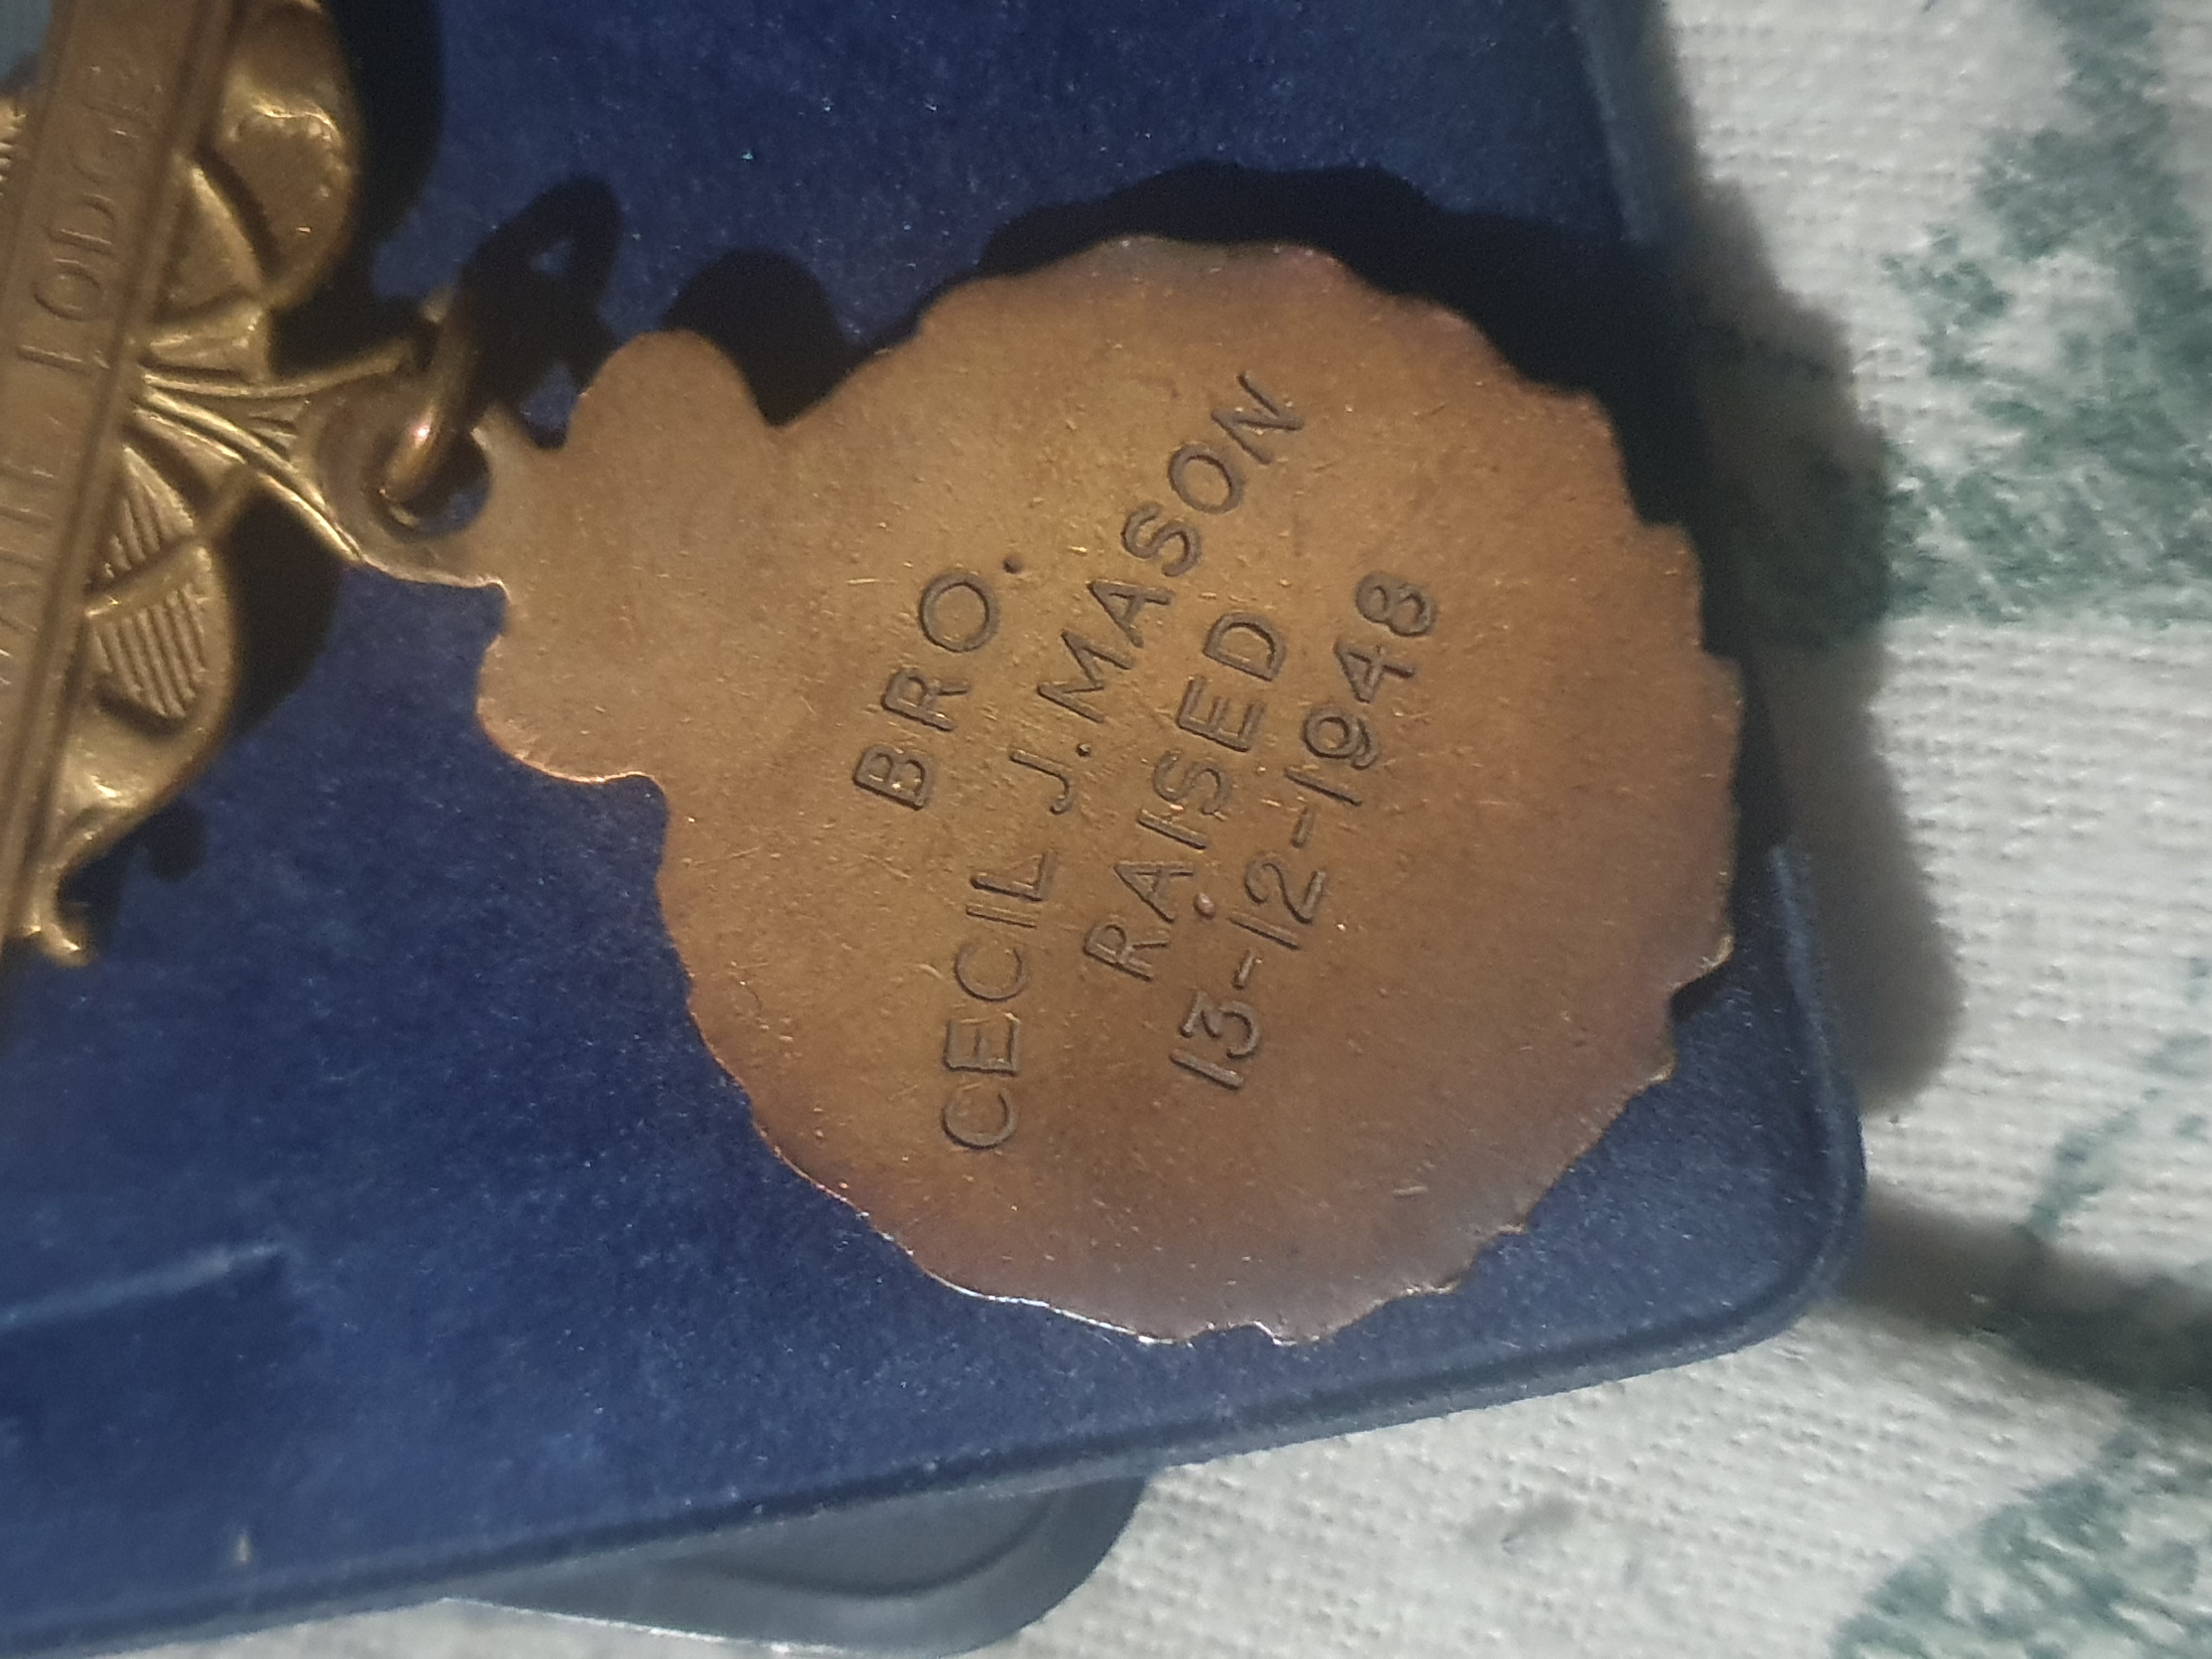 LODGE
BRO.
CECIL J. MASON
RAISED
13-12-1948